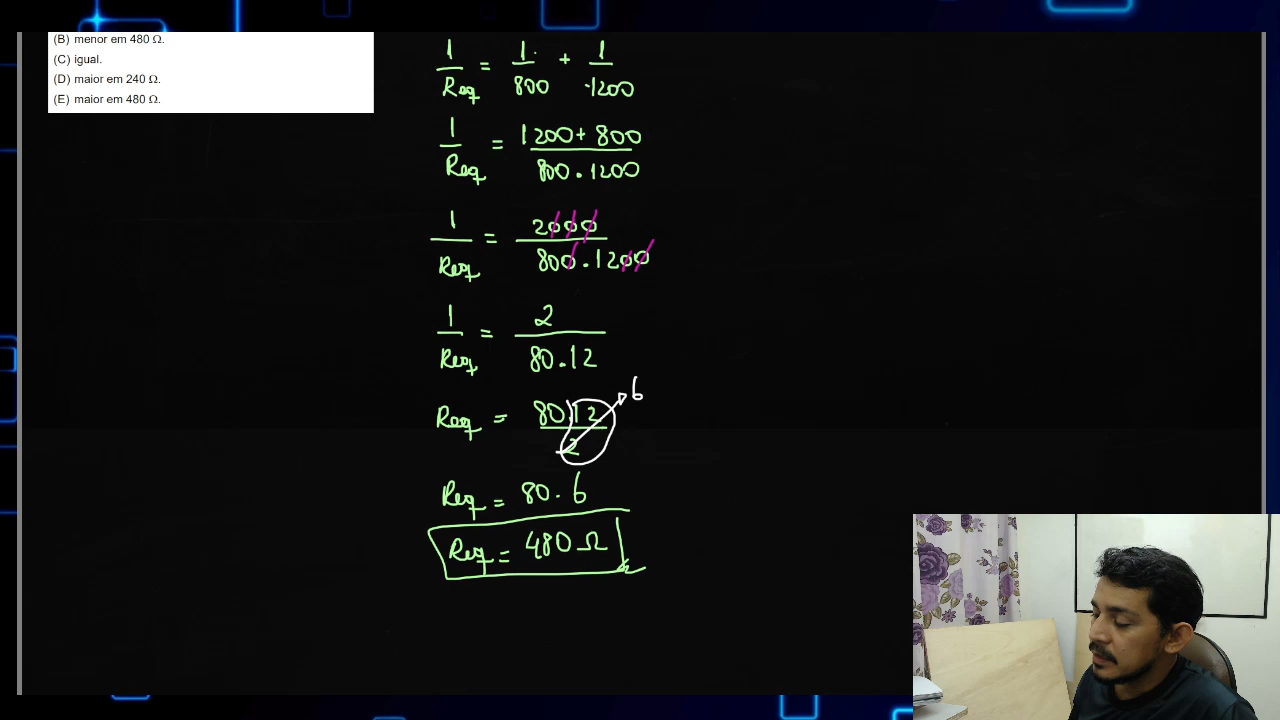 (B) menor em 480 Ω.
(C) igual.
(D) maior em 240 Ω.
(E) maior em 480 Ω.
1/Req = 1/800 + 1/1200
1/Req = 1200 + 800/800 . 1200
1/Req = 2000/800 . 1200
1/Req = 2/80 . 12
Req = 80.12/2 6
Req = 80 . 6
Req = 480 Ω